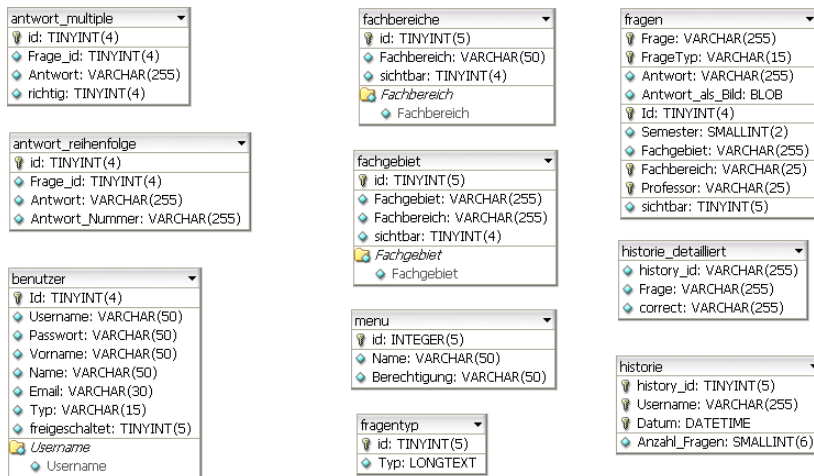 antwort_multiple
id: TINYINT(4)
Frage_id: TINYINT(4)
Antwort: VARCHAR(255)
richtig: TINYINT(4)
antwort_reihenfolge
id: TINYINT(4)
Frage_id: TINYINT(4)
Antwort: VARCHAR(255)
Antwort_Nummer: VARCHAR(255)
benutzer
Id: TINYINT(4)
Username: VARCHAR(50)
Passwort: VARCHAR(50)
Vorname: VARCHAR(50)
Name: VARCHAR(50)
Email: VARCHAR(30)
Typ: VARCHAR(15)
freigeschaltet: TINYINT(5)
Username
Username
fachbereiche
id: TINYINT(5)
Fachbereich: VARCHAR(50)
sichtbar: TINYINT(4)
Fachbereich
Fachbereich
fachgebiet
id: TINYINT(5)
Fachgebiet: VARCHAR(255)
Fachbereich: VARCHAR(255)
sichtbar: TINYINT(4)
Fachgebiet
Fachgebiet
menu
id: INTEGER(5)
Name: VARCHAR(50)
Berechtigung: VARCHAR(50)
fragentyp
id: TINYINT(5)
Typ: LONGTEXT
fragen
Frage: VARCHAR(255)
FrageTyp: VARCHAR(15)
Antwort: VARCHAR(255)
Antwort_als_Bild: BLOB
Id: TINYINT(4)
Semester: SMALLINT(2)
Fachgebiet: VARCHAR(255)
Fachbereich: VARCHAR(25)
Professor: VARCHAR(25)
sichtbar: TINYINT(5)
historie_detailliert
history_id: VARCHAR(255)
Frage: VARCHAR(255)
correct: VARCHAR(255)
historie
history_id: TINYINT(5)
Username: VARCHAR(255)
Datum: DATETIME
Anzahl_Fragen: SMALLINT(6)